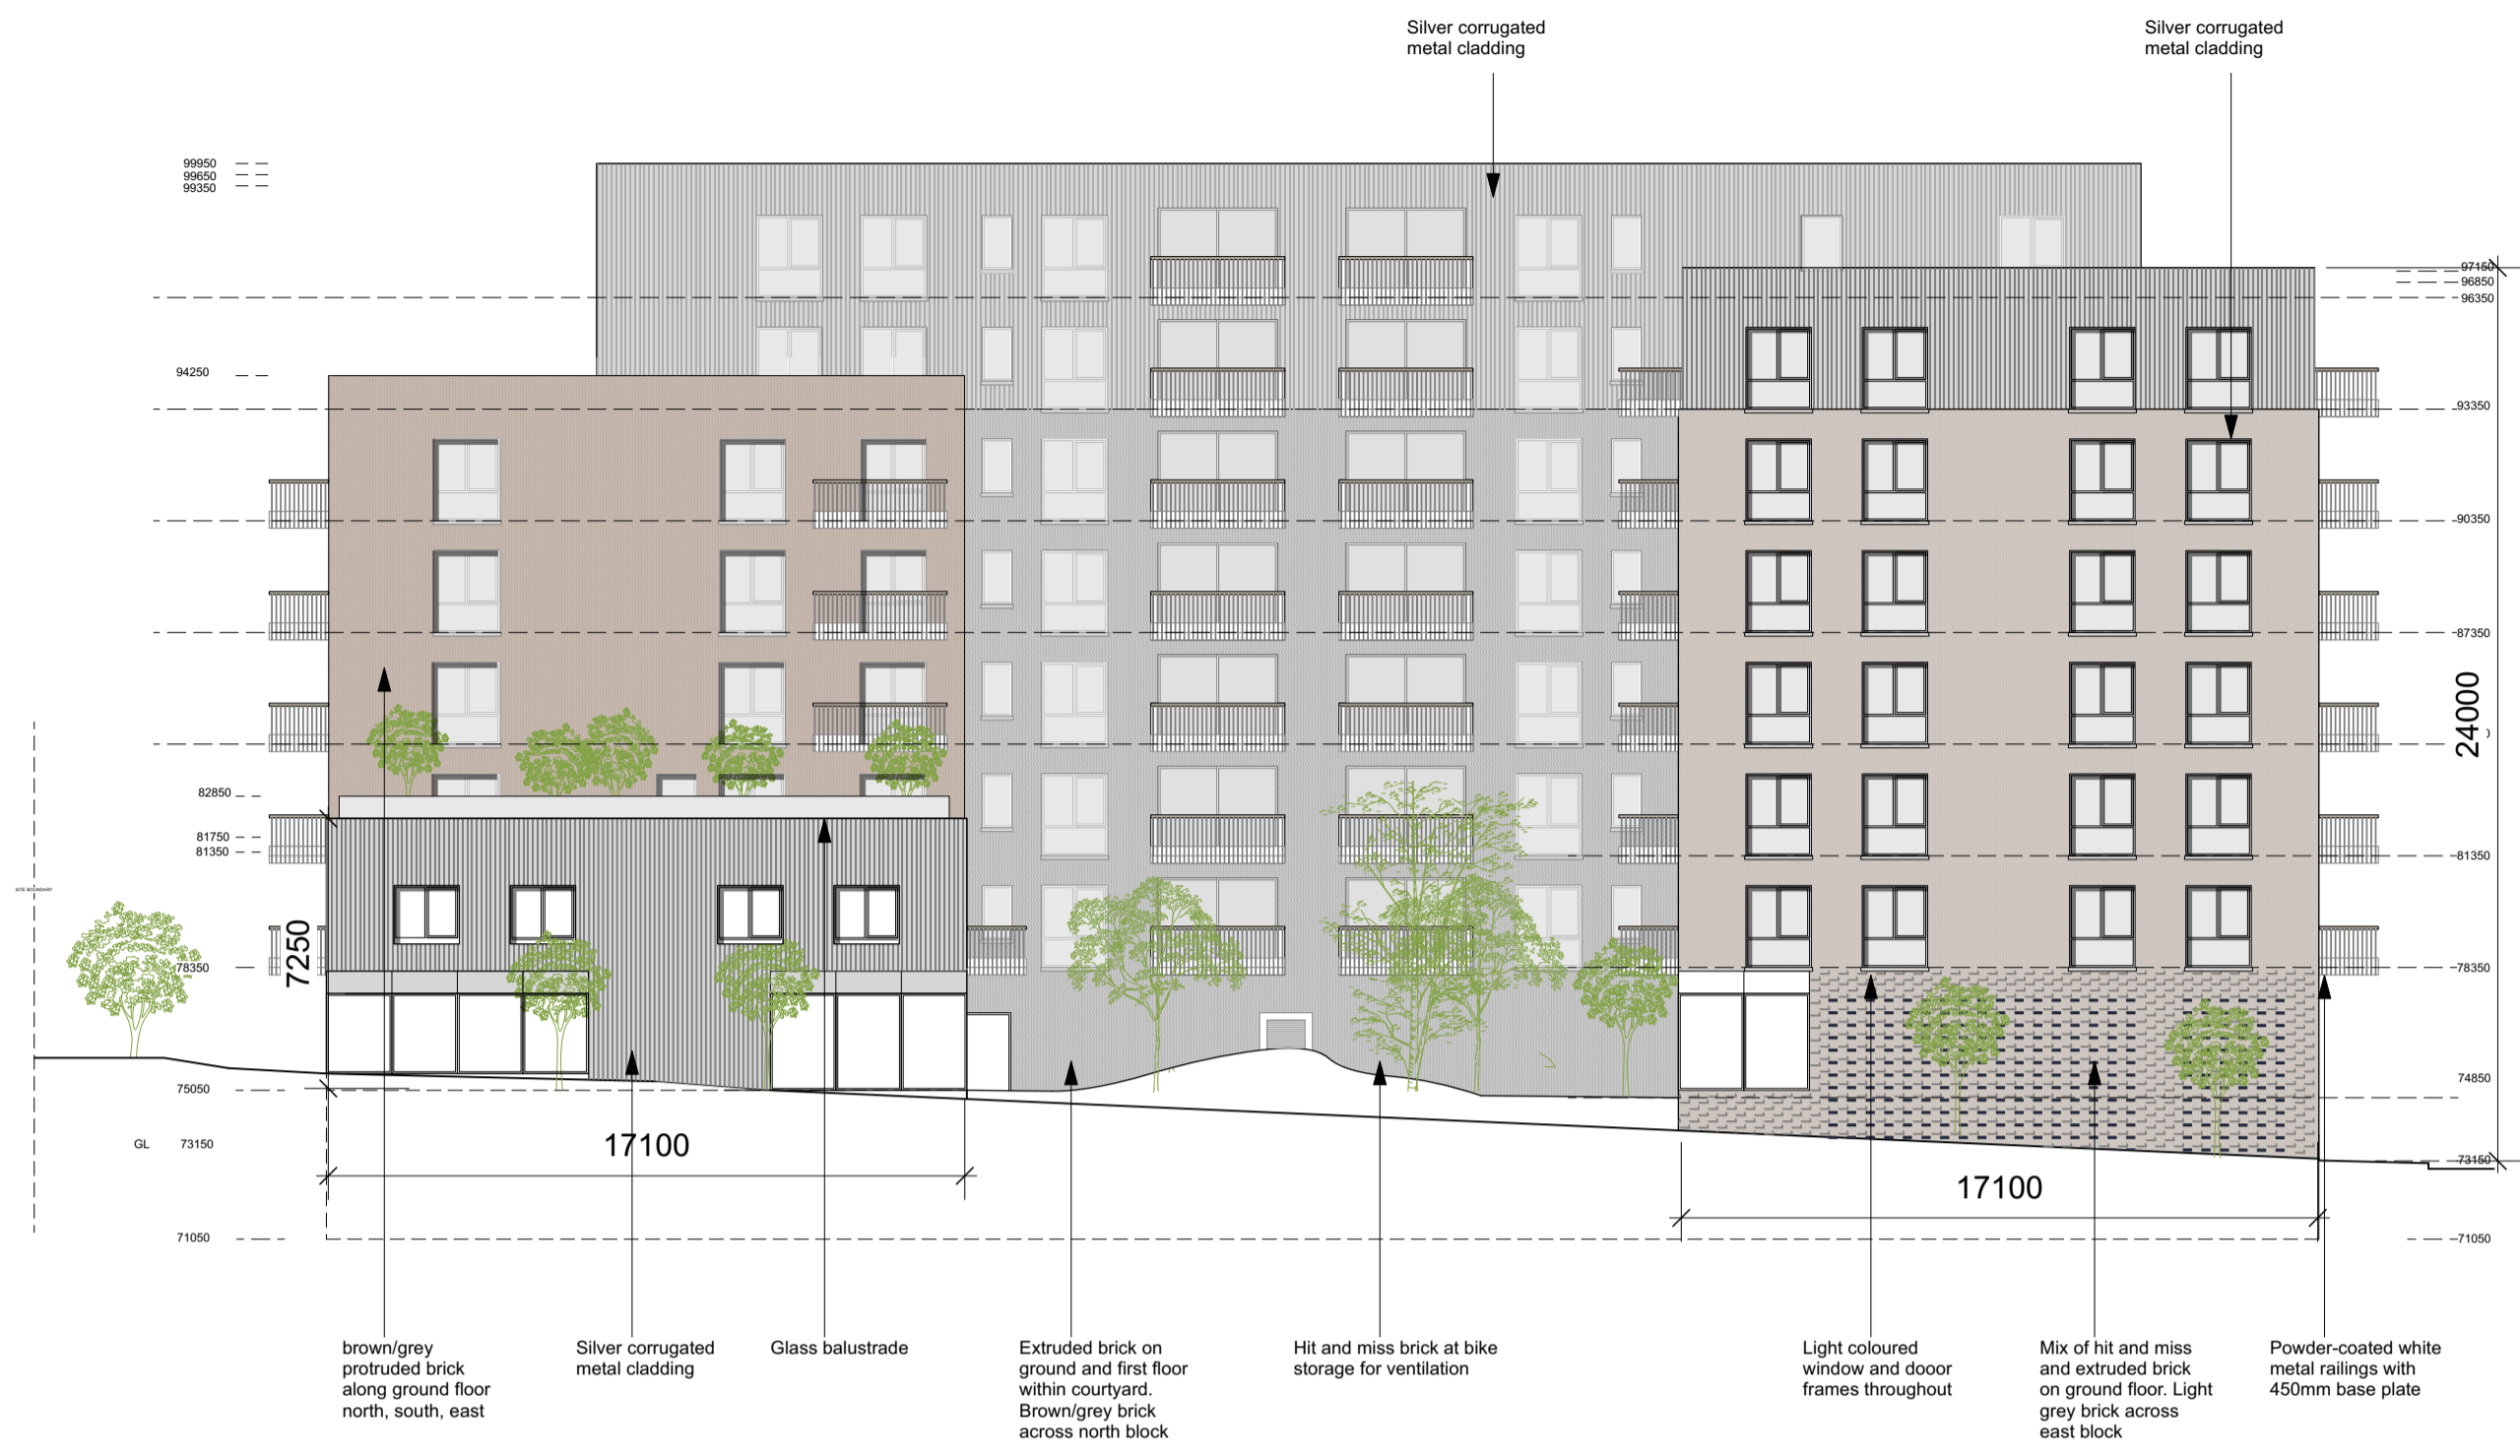 Silver corrugated
metal cladding
Silver corrugated
metal cladding
99950
99650
99350
94250
82850
81750
81350
SITE BOUNDARY
78350
7250
75050
GL 73150
71050
17100
17100
97150
96850
96350
93350
90350
87350
24000
81350
78350
74850
73150
71050
brown/grey
protruded brick
along ground floor
north, south, east
Silver corrugated
metal cladding
Glass balustrade
Extruded brick on
ground and first floor
within courtyard.
Brown/grey brick
across north block
Hit and miss brick at bike
storage for ventilation
Light coloured
window and dooor
frames throughout
Mix of hit and miss
and extruded brick
on ground floor. Light
grey brick across
east block
Powder-coated white
metal railings with
450mm base plate